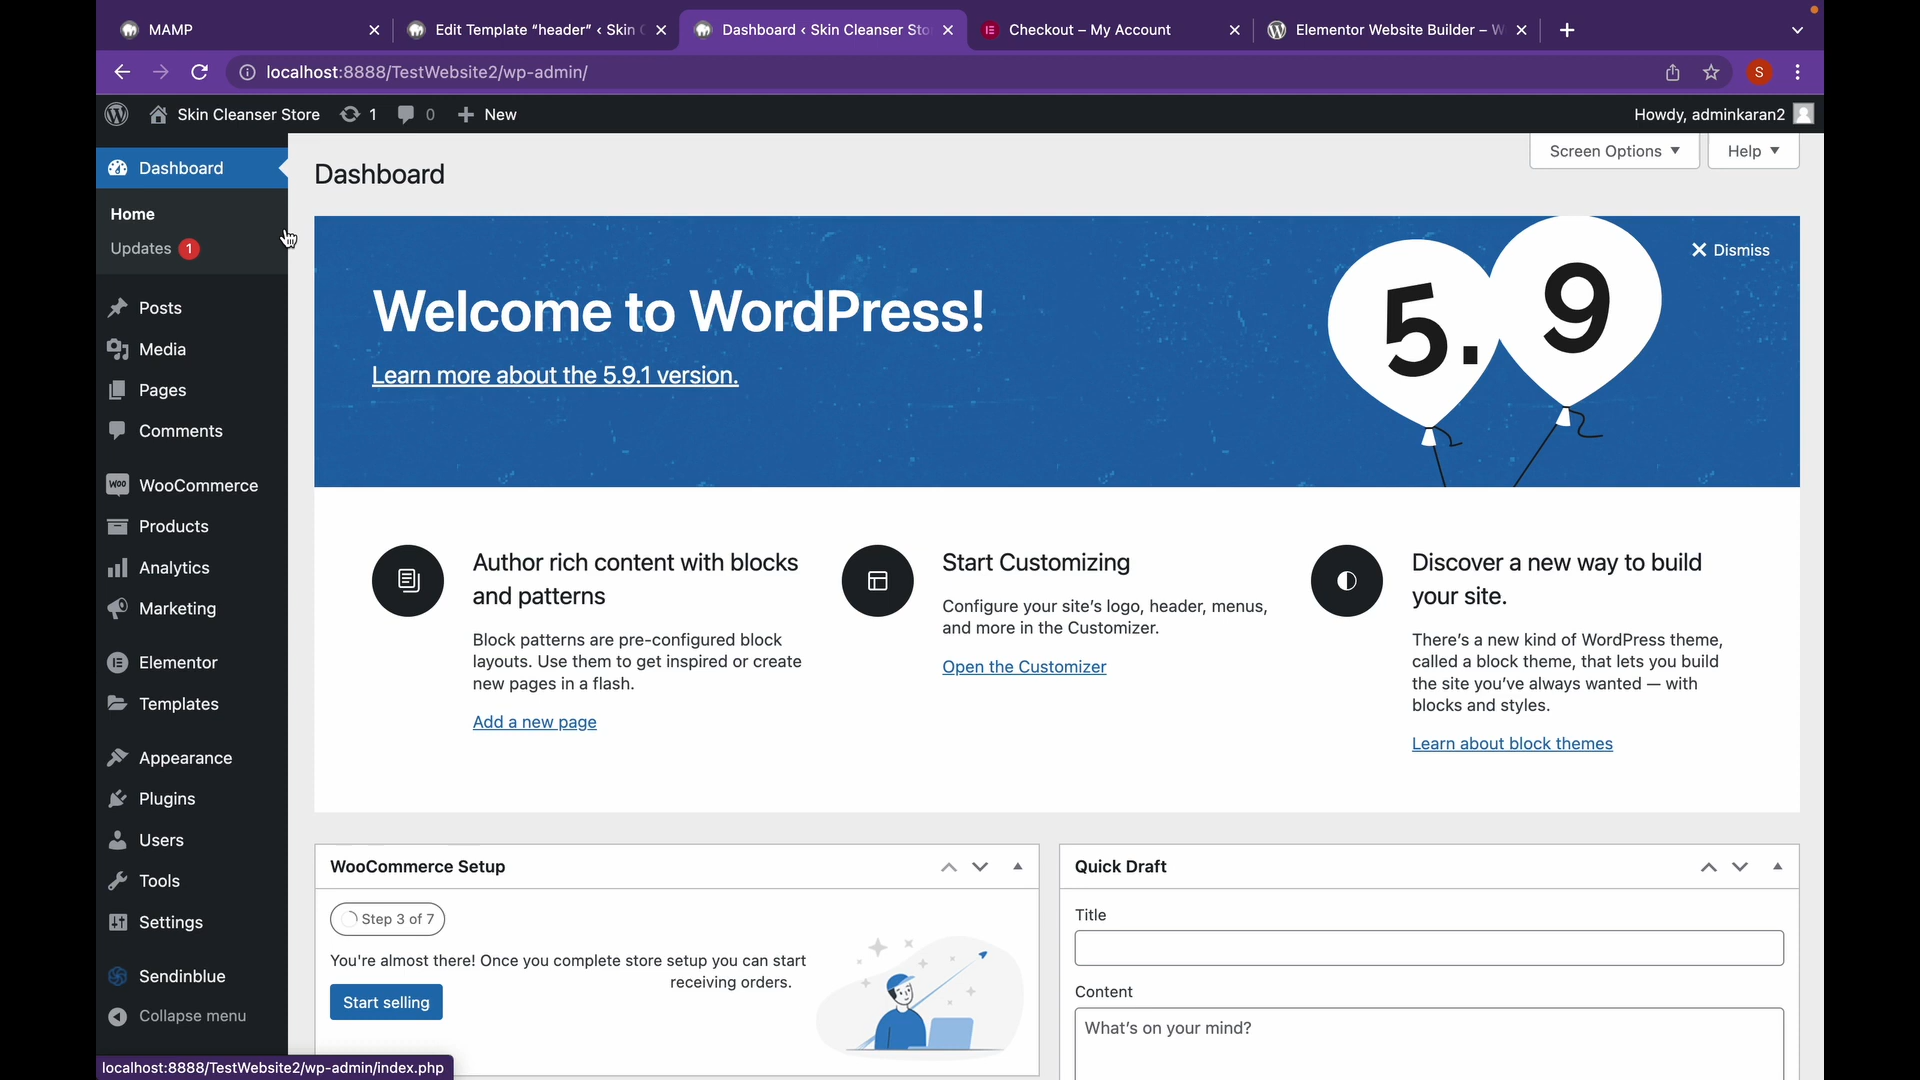 MAMP
Edit Template “header” ‹ Skin C
Dashboard ‹ Skin Cleanser Sto
Checkout – My Account
Elementor Website Builder – W
localhost:8888/TestWebsite2/wp-admin/
S
Skin Cleanser Store
1
0
New
Howdy, adminkaran2
Dashboard
Home
Updates 1
Posts
Media
Pages
Comments
Woo WooCommerce
Products
Analytics
Marketing
Elementor
Templates
Appearance
Plugins
Users
Tools
Settings
Sendinblue
Collapse menu
localhost:8888/TestWebsite2/wp-admin/index.php
Dashboard
Screen Options
Help
Welcome to WordPress!
Learn more about the 5.9.1 version.
5.9
Dismiss
Author rich content with blocks
and patterns
Block patterns are pre-configured block
layouts. Use them to get inspired or create
new pages in a flash.
Add a new page
Start Customizing
Configure your site’s logo, header, menus,
and more in the Customizer.
Open the Customizer
Discover a new way to build
your site.
There’s a new kind of WordPress theme,
called a block theme, that lets you build
the site you’ve always wanted — with
blocks and styles.
Learn about block themes
WooCommerce Setup
Step 3 of 7
You're almost there! Once you complete store setup you can start
receiving orders.
Start selling
Quick Draft
Title
Content
What’s on your mind?